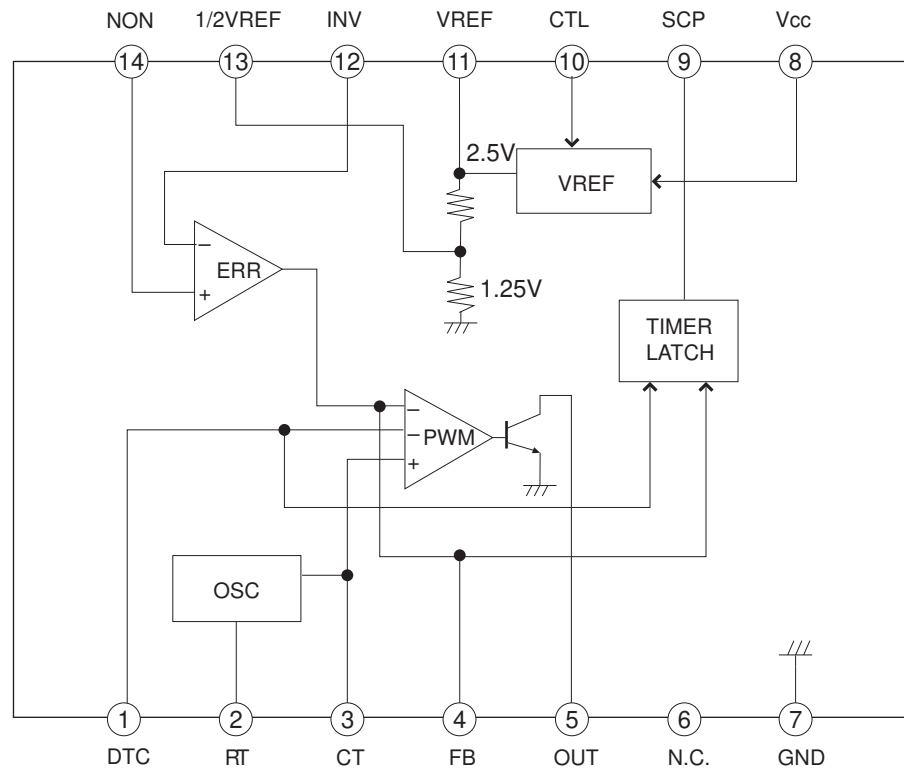 NON 1/2VREF INV VREF CTL SCP Vcc
14 13 12 11 10 9 8
2.5V
VREF
−
ERR
+
1.25V
TIMER
LATCH
−
− PWM
+
OSC
1 2 3 4 5 6 7
DTC RT CT FB OUT N.C. GND